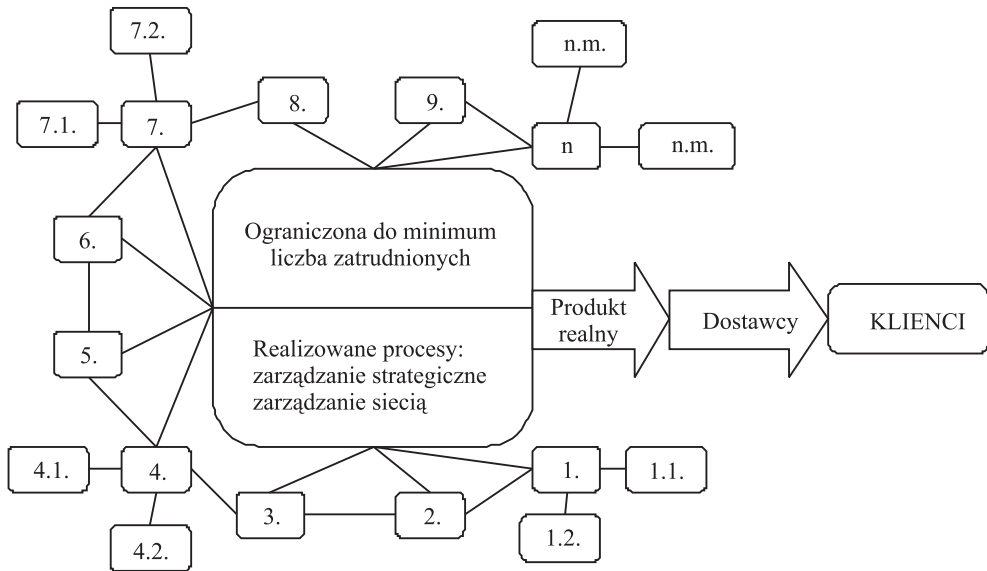 7.2.
n.m.
7.1.
7.
8.
9.
n
n.m.
6.
Ograniczona do minimum
liczba zatrudnionych
Produkt
realny
Dostawcy
KLIENCI
5.
Realizowane procesy:
zarządzanie strategiczne
zarządzanie siecią
4.1.
4.
1.
1.1.
3.
2.
4.2.
1.2.